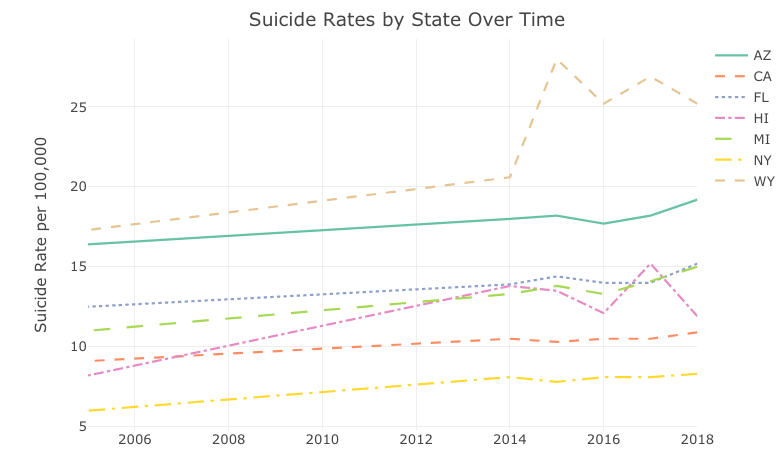 Suicide Rates by State Over Time
Suicide Rate per 100,000
25
20
15
10
5
2006 2008 2010 2012 2014 2016 2018
AZ
CA
FL
HI
MI
NY
WY